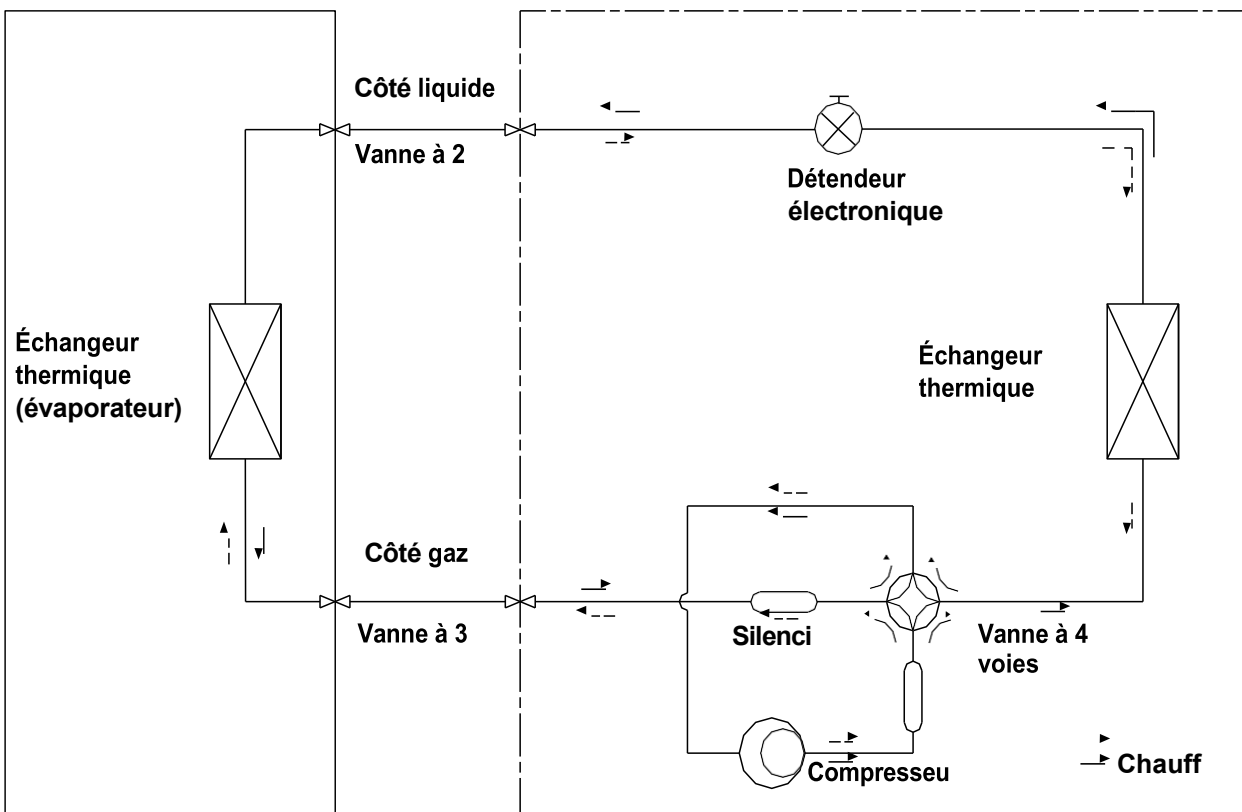 Côté liquide
Vanne à 2
Détendeur
électronique
Échangeur
thermique
(évaporateur)
Échangeur
thermique
Côté gaz
Vanne à 3
Silenci
Vanne à 4
voies
Compresseu
Chauff